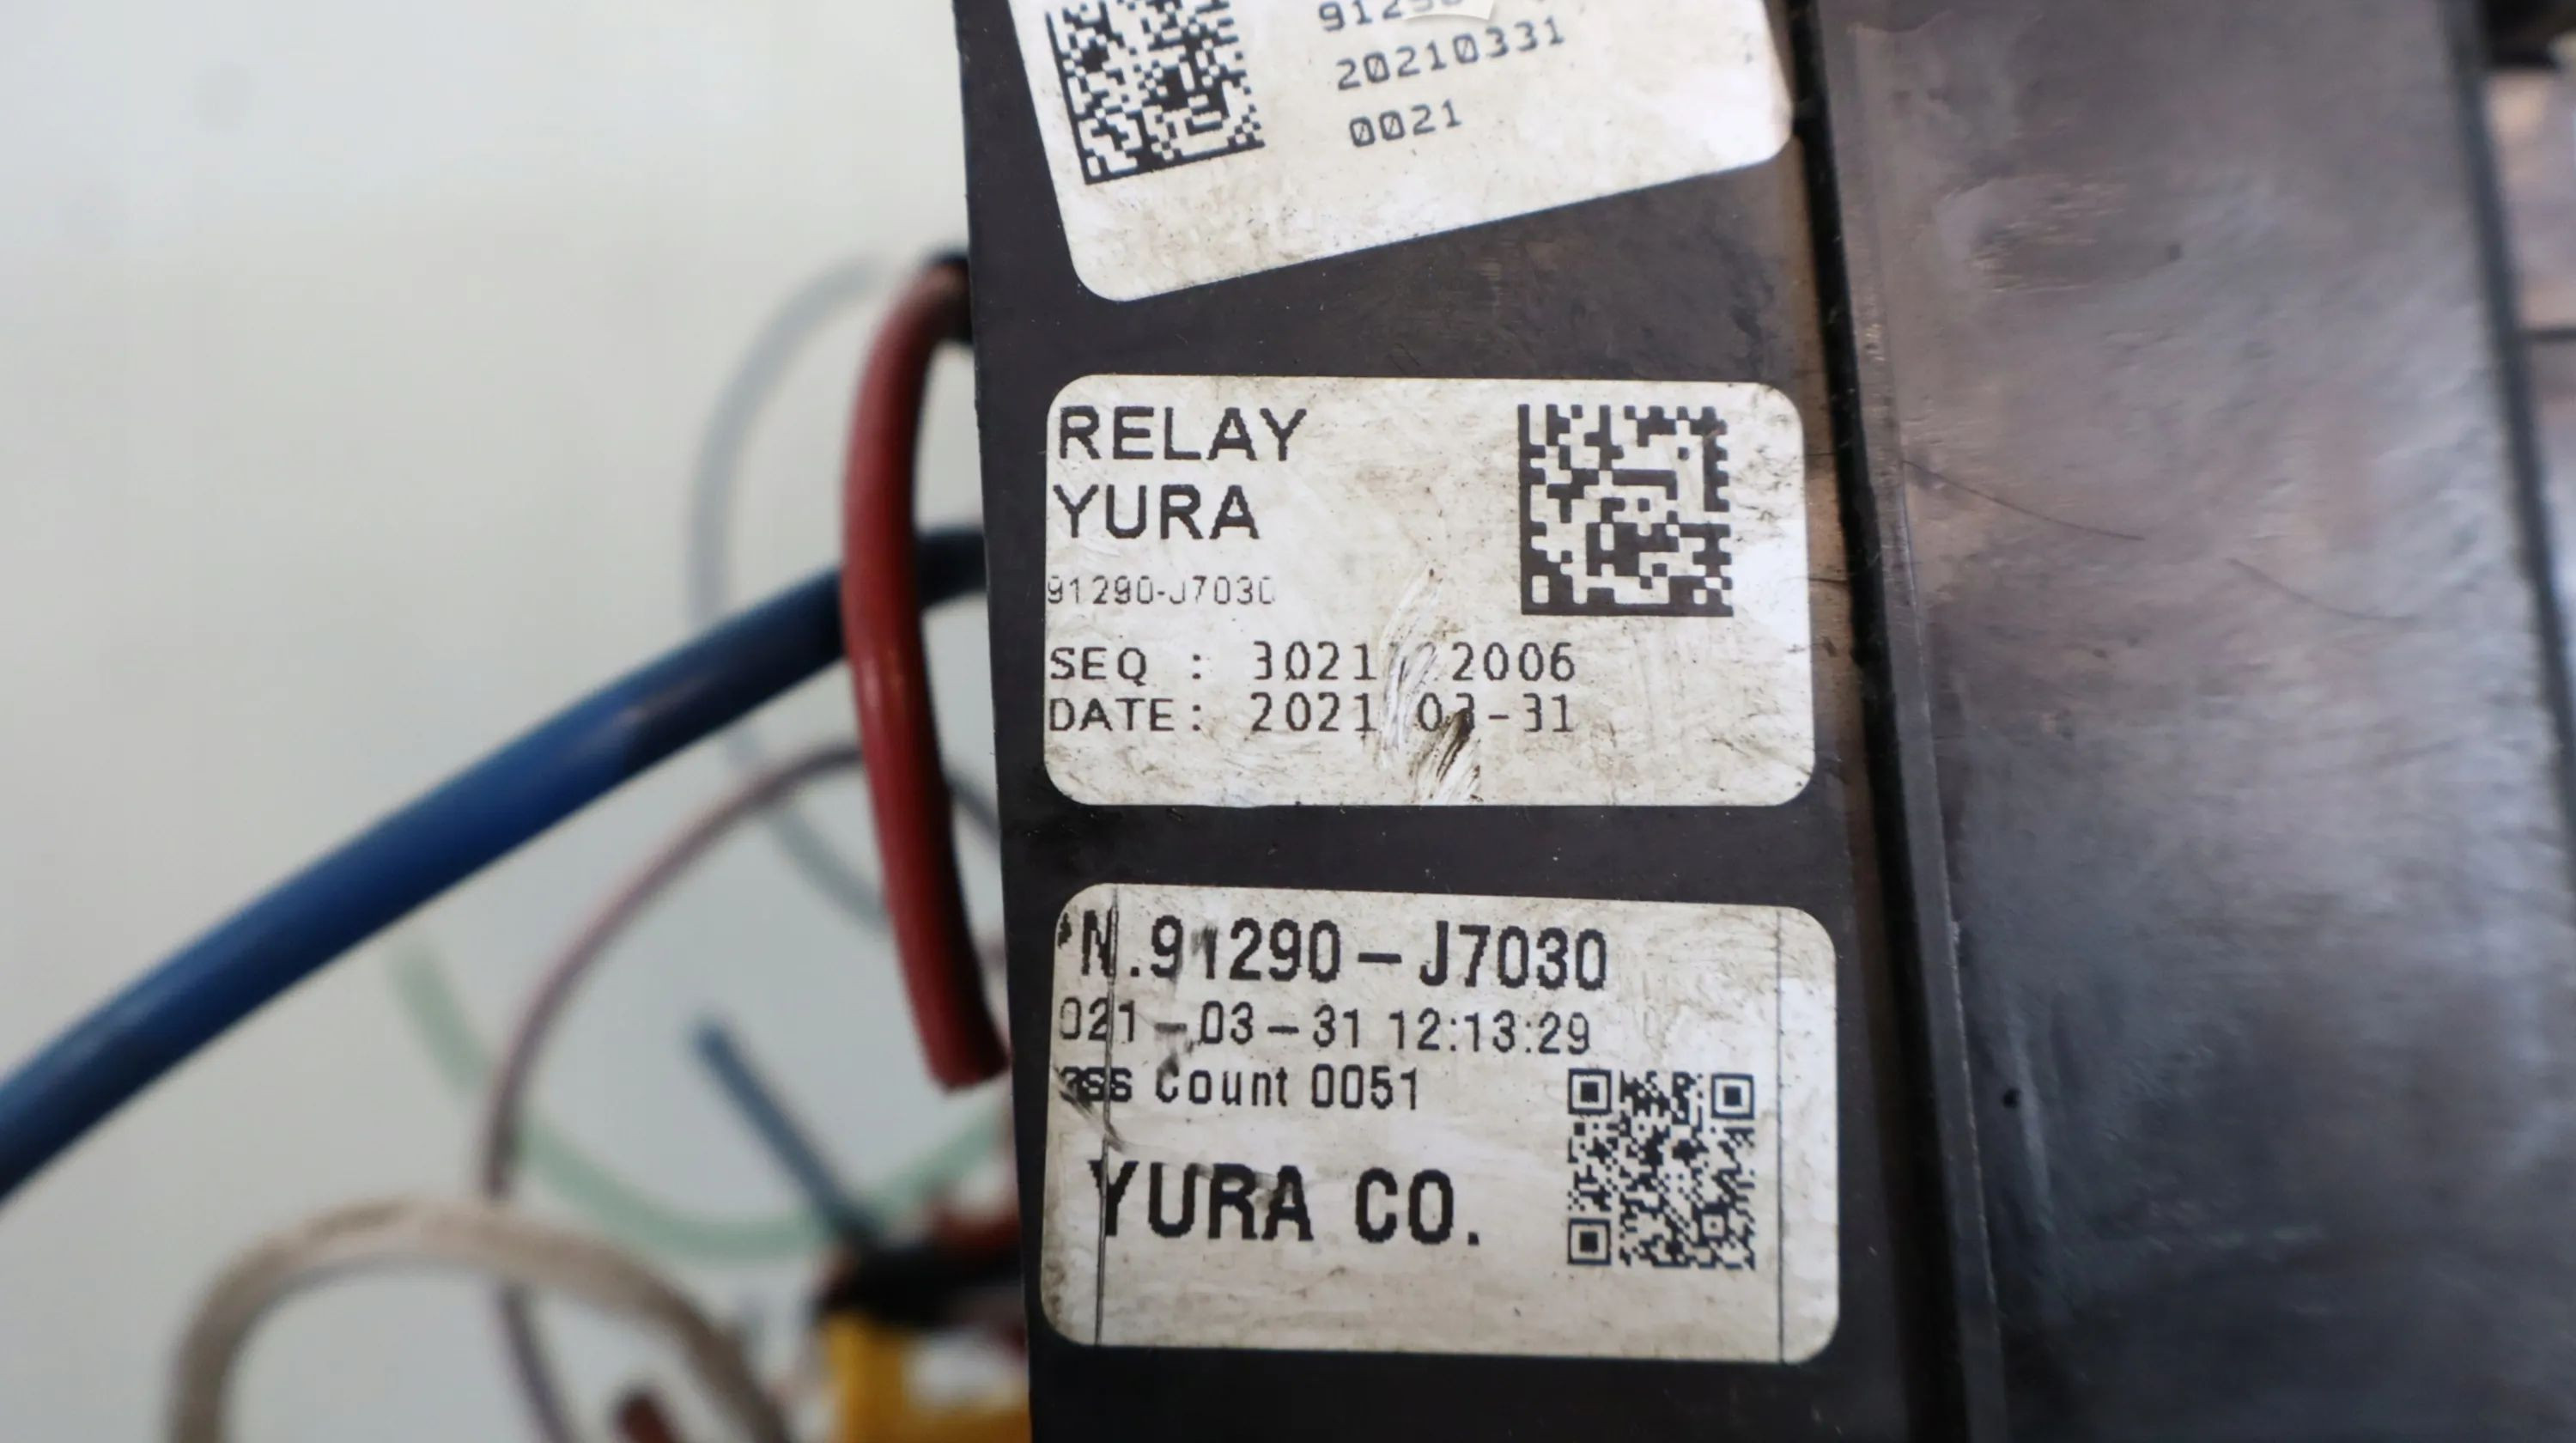 20210331
0021
RELAY
YURA
91290-J7030
SEQ : 3021 2006
DATE: 2021 03-31
N.91290-J7030
021-03-31 12:13:29
Count 0051
YURA CO.